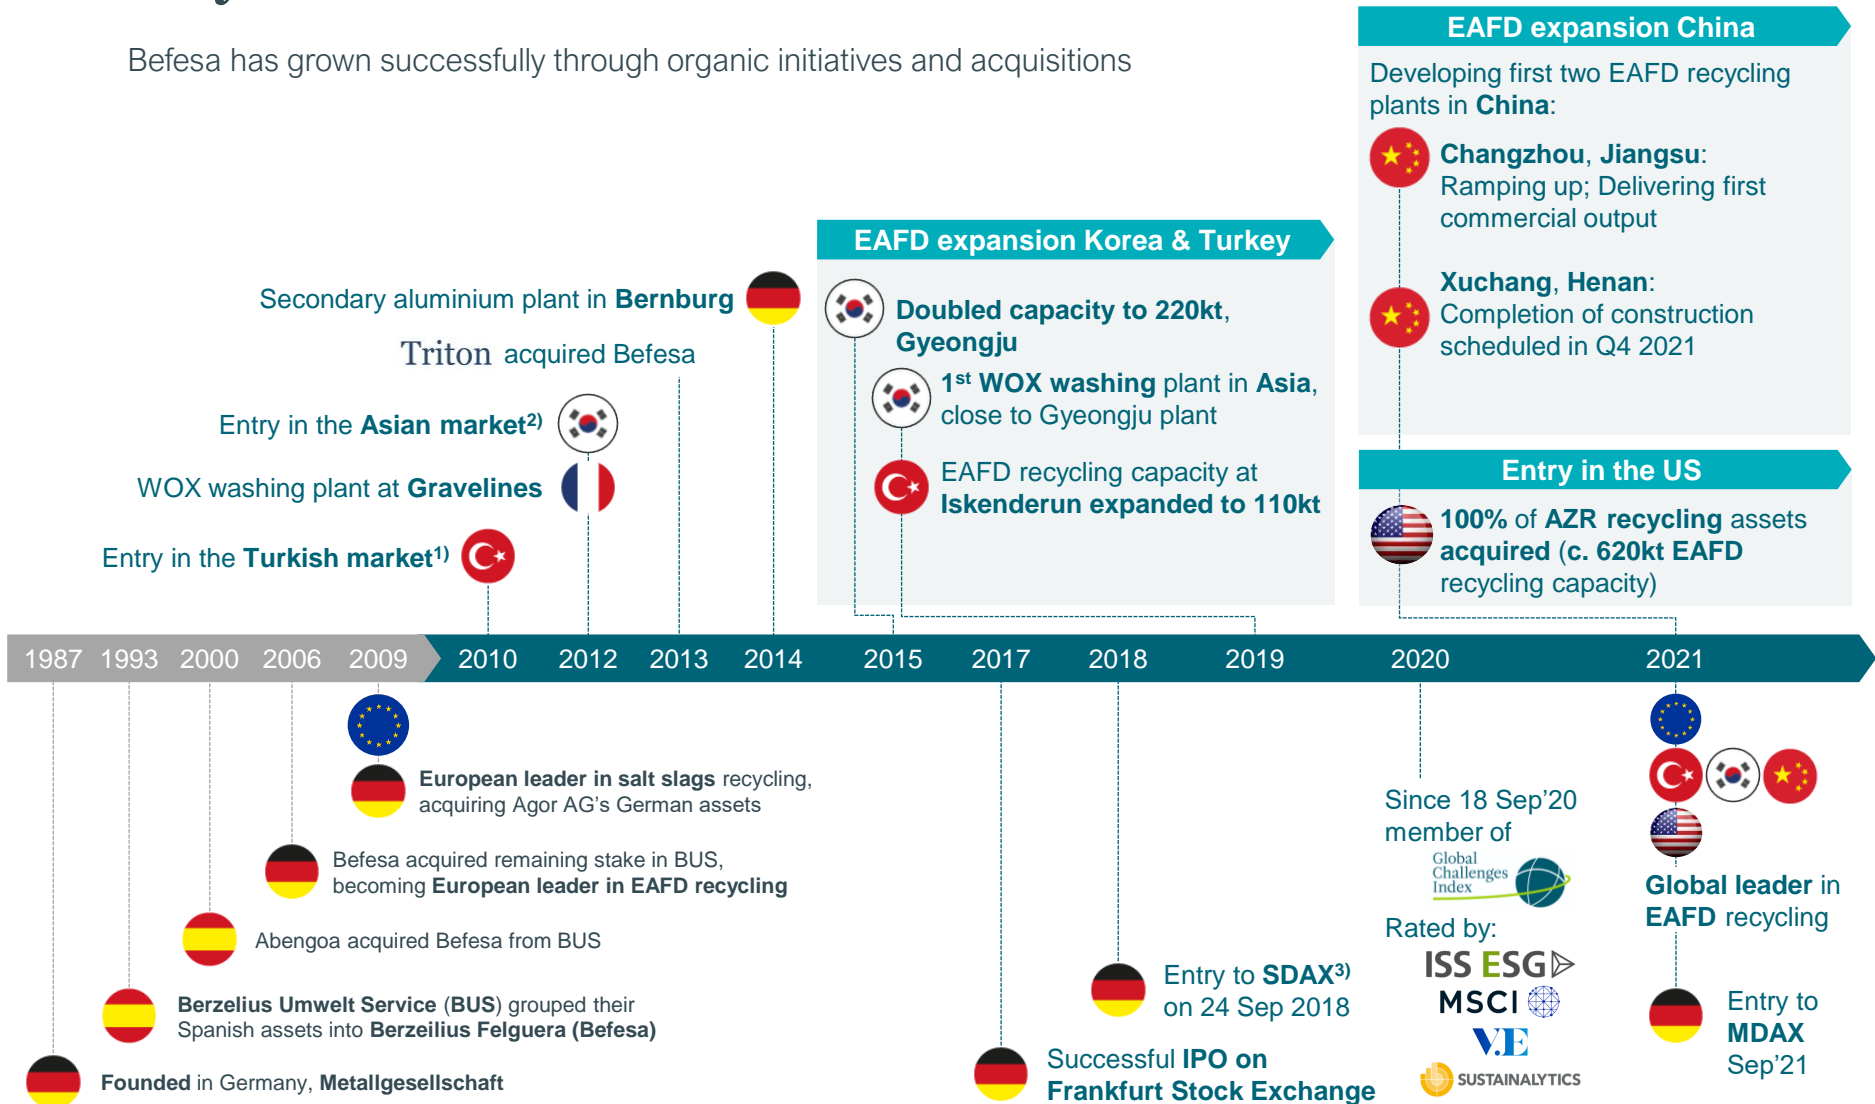 Befesa has grown successfully through organic initiatives and acquisitions
EAFD expansion China
Developing first two EAFD recycling
plants in China:
Changzhou, Jiangsu:
Ramping up; Delivering first
commercial output
Xuchang, Henan:
Completion of construction
scheduled in Q4 2021
EAFD expansion Korea & Turkey
Doubled capacity to 220kt,
Gyeongju
1st WOX washing plant in Asia,
close to Gyeongju plant
EAFD recycling capacity at
Iskenderun expanded to 110kt
Entry in the US
100% of AZR recycling assets
acquired (c. 620kt EAFD
recycling capacity)
Secondary aluminium plant in Bernburg
Triton acquired Befesa
Entry in the Asian market2)
WOX washing plant at Gravelines
Entry in the Turkish market1)
1987 1993 2000 2006 2009 2010 2012 2013 2014 2015 2017 2018 2019 2020 2021
European leader in salt slags recycling,
acquiring Agor AG's German assets
Befesa acquired remaining stake in BUS,
becoming European leader in EAFD recycling
Abengoa acquired Befesa from BUS
Berzelius Umwelt Service (BUS) grouped their
Spanish assets into Berzeilius Felguera (Befesa)
Founded in Germany, Metallgesellschaft
Successful IPO on
Frankfurt Stock Exchange
Entry to SDAX3)
on 24 Sep 2018
Since 18 Sep'20
member of
Global
Challenges
Index
Rated by:
ISS ESG
MSCI
V.E
SUSTAINALYTICS
Global leader in
EAFD recycling
Entry to
MDAX
Sep'21